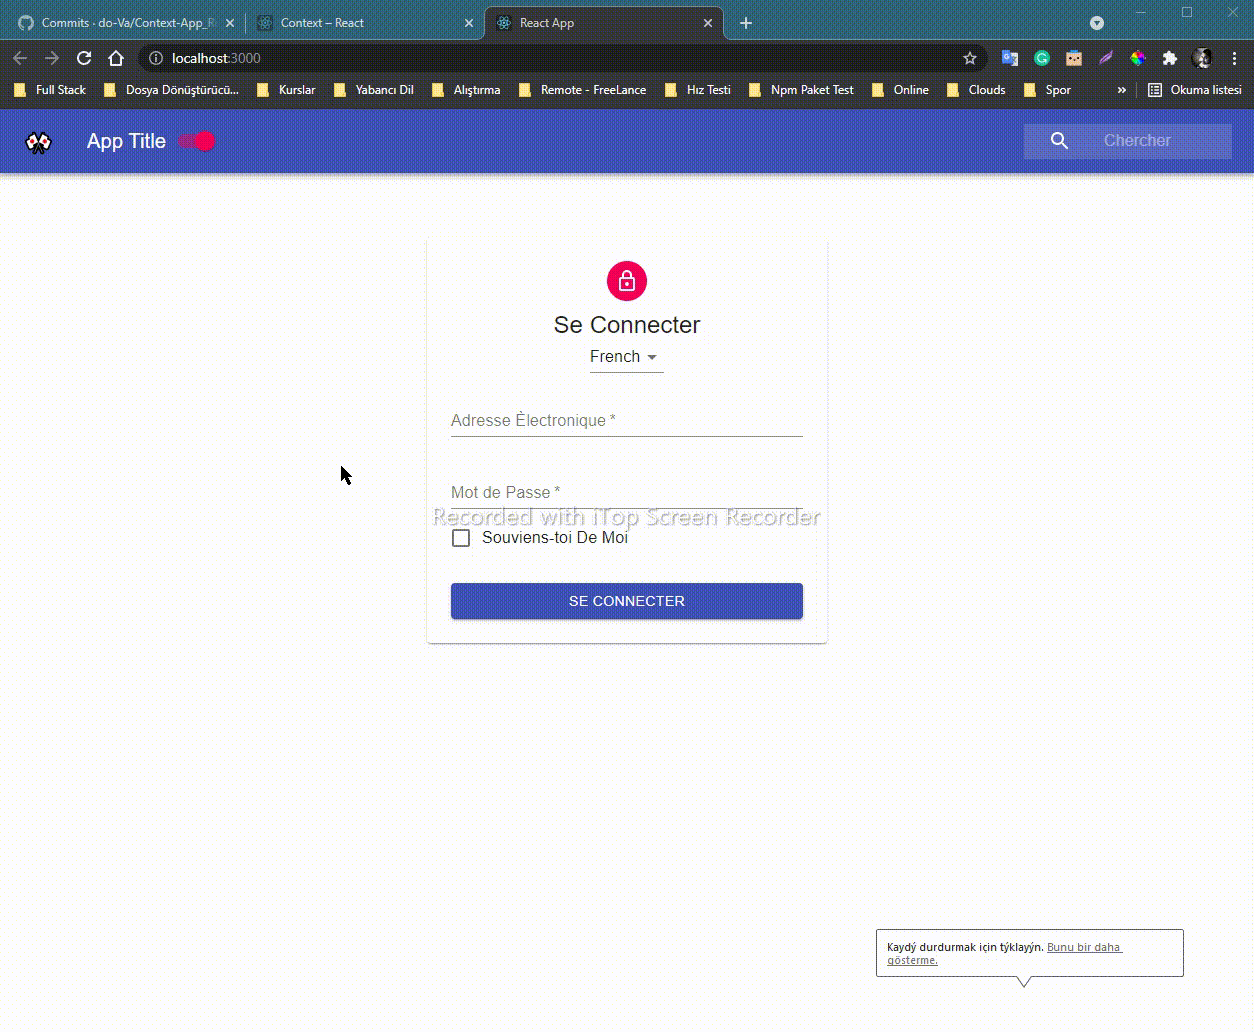 Commits · do-Va/Context-App_R
Context – React
React App
localhost:3000
Full Stack
Dosya Dönüştürücü...
Kurslar
Yabancı Dil
Alıştırma
Remote - FreeLance
Hız Testi
Npm Paket Test
Online
Clouds
Spor
»
Okuma listesi
App Title
Chercher
Se Connecter
French
Adresse Èlectronique *
Mot de Passe *
Recorded with iTop Screen Recorder
Souviens-toi De Moi
SE CONNECTER
Kaydý durdurmak için týklayýn. Bunu bir daha
gösterme.